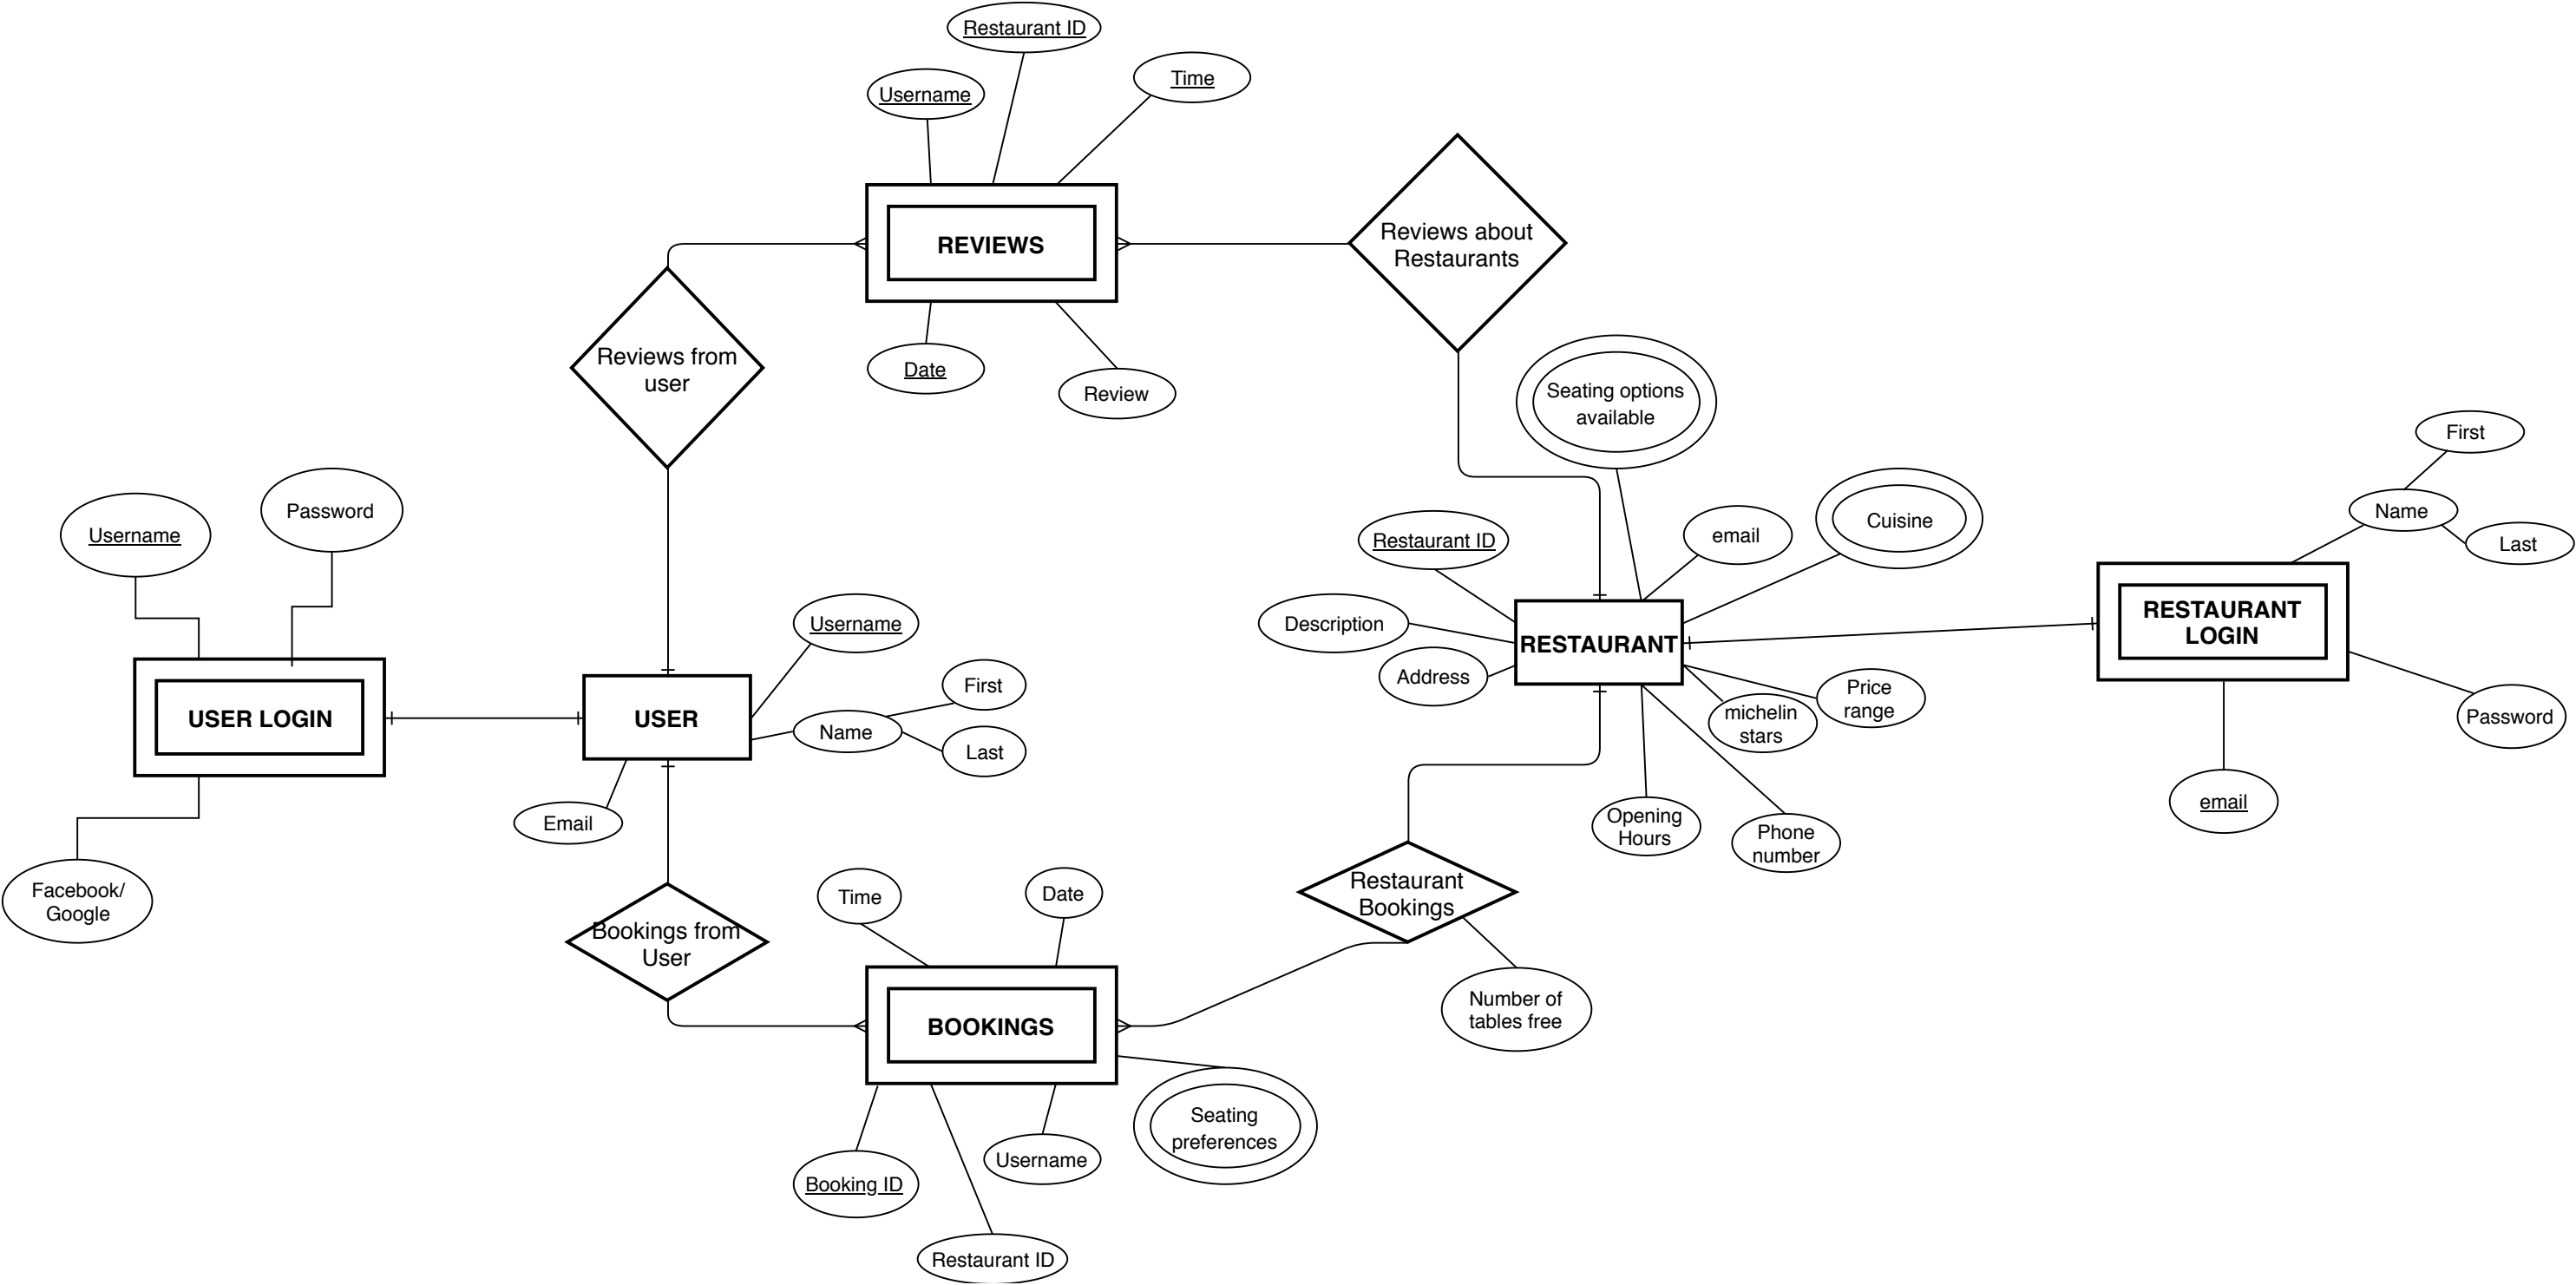 Restaurant ID
Time
Username
REVIEWS
Reviews about
Restaurants
Reviews from
user
Date
Review
Seating options
available
First
Name
Last
Password
Username
Restaurant ID
email
Cuisine
Description
Address
RESTAURANT
RESTAURANT
LOGIN
Username
First
Name
Last
USER LOGIN
USER
Email
michelin
stars
Price
range
Password
email
Opening
Hours
Phone
number
Facebook/
Google
Time
Date
Restaurant
Bookings
Bookings from
User
BOOKINGS
Number of
tables free
Seating
preferences
Username
Booking ID
Restaurant ID